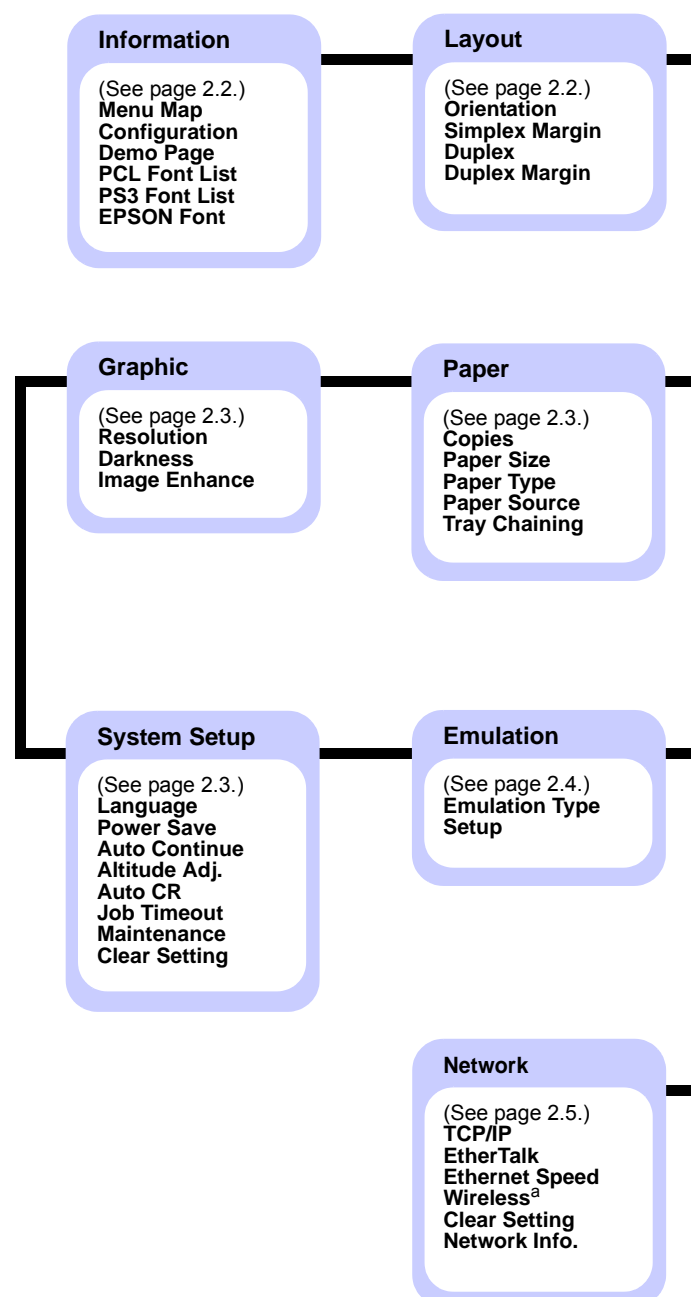 Information
(See page 2.2.)
Menu Map
Configuration
Demo Page
PCL Font List
PS3 Font List
EPSON Font
Layout
(See page 2.2.)
Orientation
Simplex Margin
Duplex
Duplex Margin
Graphic
(See page 2.3.)
Resolution
Darkness
Image Enhance
Paper
(See page 2.3.)
Copies
Paper Size
Paper Type
Paper Source
Tray Chaining
System Setup
(See page 2.3.)
Language
Power Save
Auto Continue
Altitude Adj.
Auto CR
Job Timeout
Maintenance
Clear Setting
Emulation
(See page 2.4.)
Emulation Type
Setup
Network
(See page 2.5.)
TCP/IP
EtherTalk
Ethernet Speed
Wirelessa
Clear Setting
Network Info.